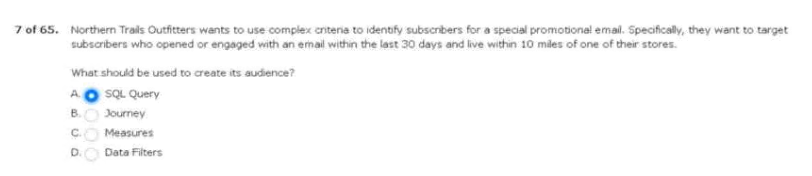 7 of 65. Northern Trails Outfitters wants to use complex criteria to identify subscribers for a special promotional email. Specifically, they want to target
subscribers who opened or engaged with an email within the last 30 days and live within 10 miles of one of their stores.
What should be used to create its audience?
A. SQL Query
B. Journey
C. Measures
D. Data Filters